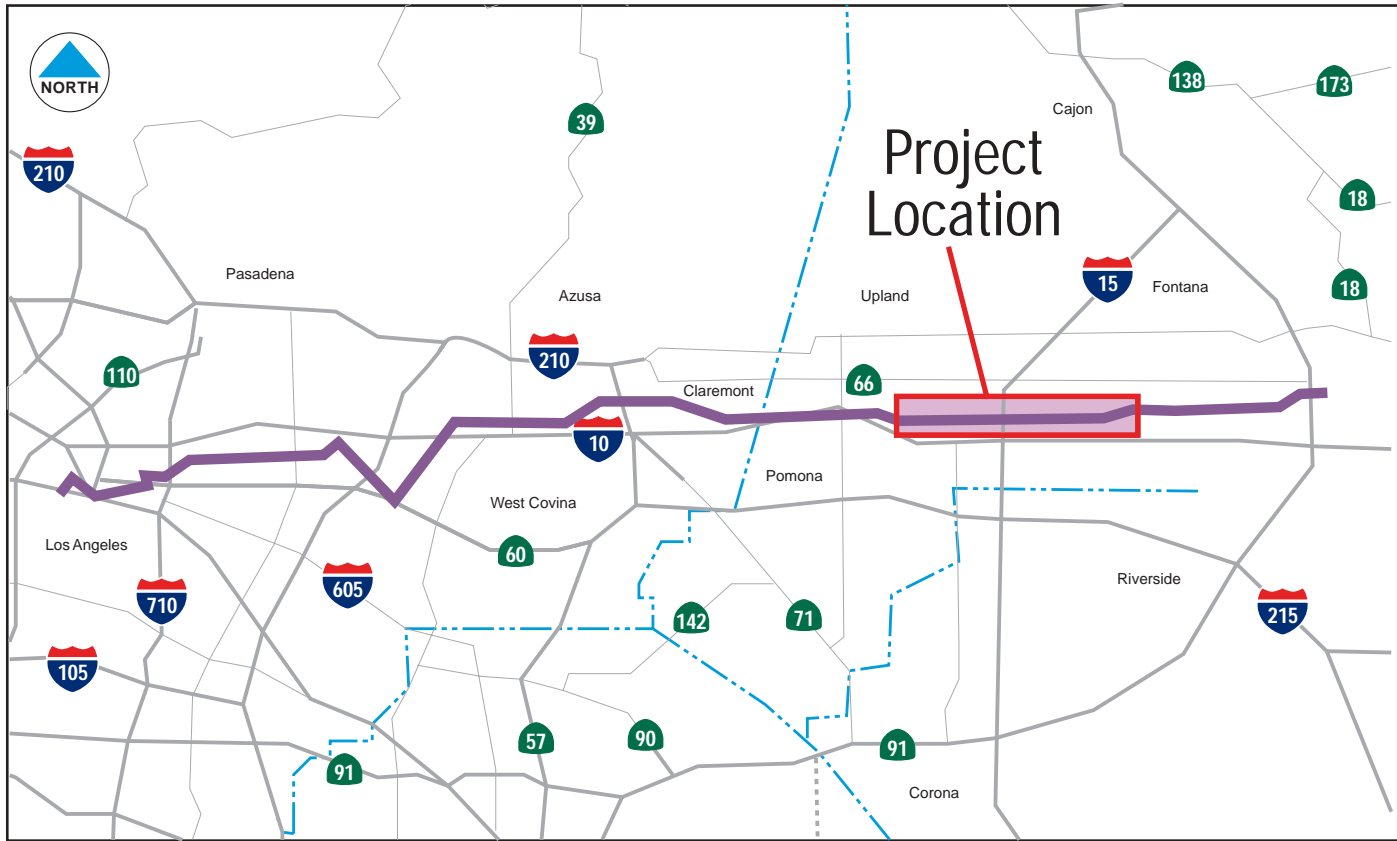 NORTH
138
173
Cajon
39
Project
Location
210
18
Pasadena
Azusa
Upland
15
Fontana
18
210
110
Claremont
66
10
Pomona
West Covina
Los Angeles
60
Riverside
605
710
142
71
215
105
57
90
91
91
Corona